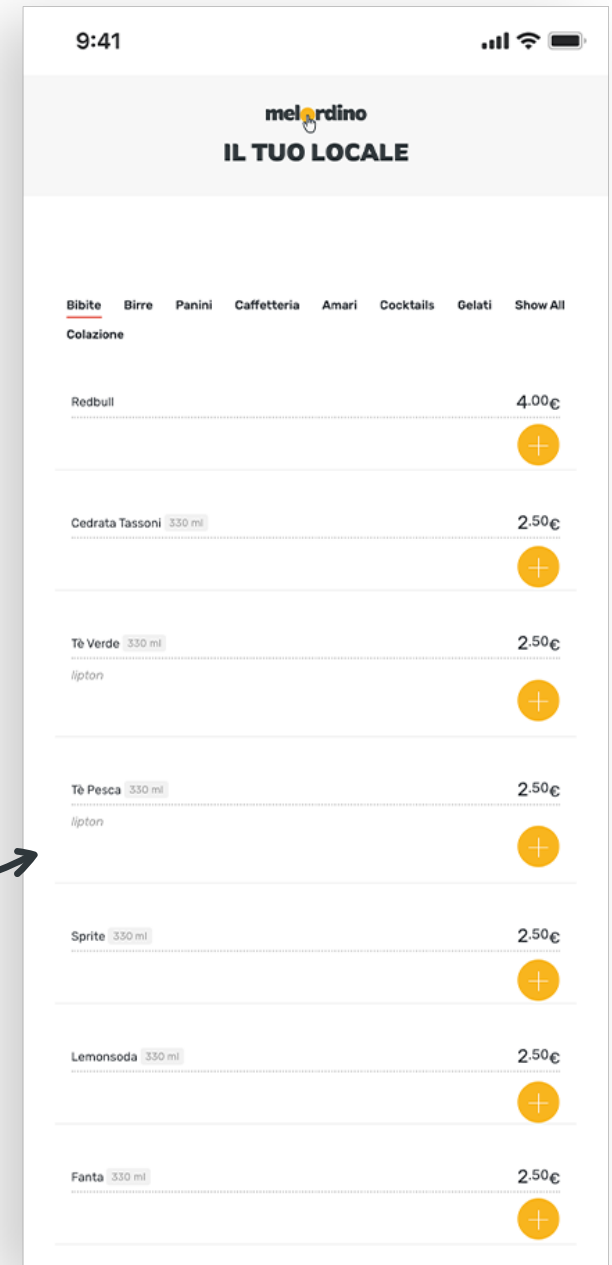 9:41
melordino
IL TUO LOCALE
Bibite Birre Panini Caffetteria Amari Cocktails Gelati Show All
Colazione
Redbull 4.00€
Cedrata Tassoni 330 ml 2.50€
Tè Verde 330 ml 2.50€
lipton
Tè Pesca 330 ml 2.50€
lipton
Sprite 330 ml 2.50€
Lemonsoda 330 ml 2.50€
Fanta 330 ml 2.50€